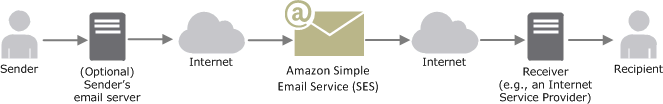 Sender
(Optional)
Sender's
email server
Internet
@
Amazon Simple
Email Service (SES)
Internet
Receiver
(e.g., an Internet
Service Provider)
Recipient